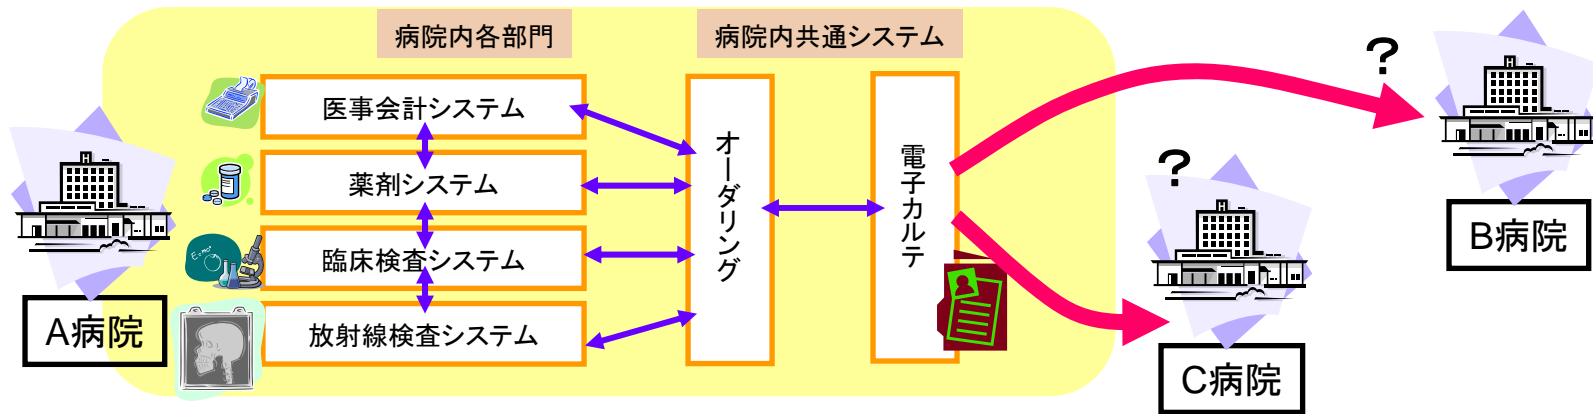 病院内各部門
病院内共通システム
医事会計システム
薬剤システム
臨床検査システム
放射線検査システム
オーダリング
電子カルテ
A病院
?
B病院
?
C病院